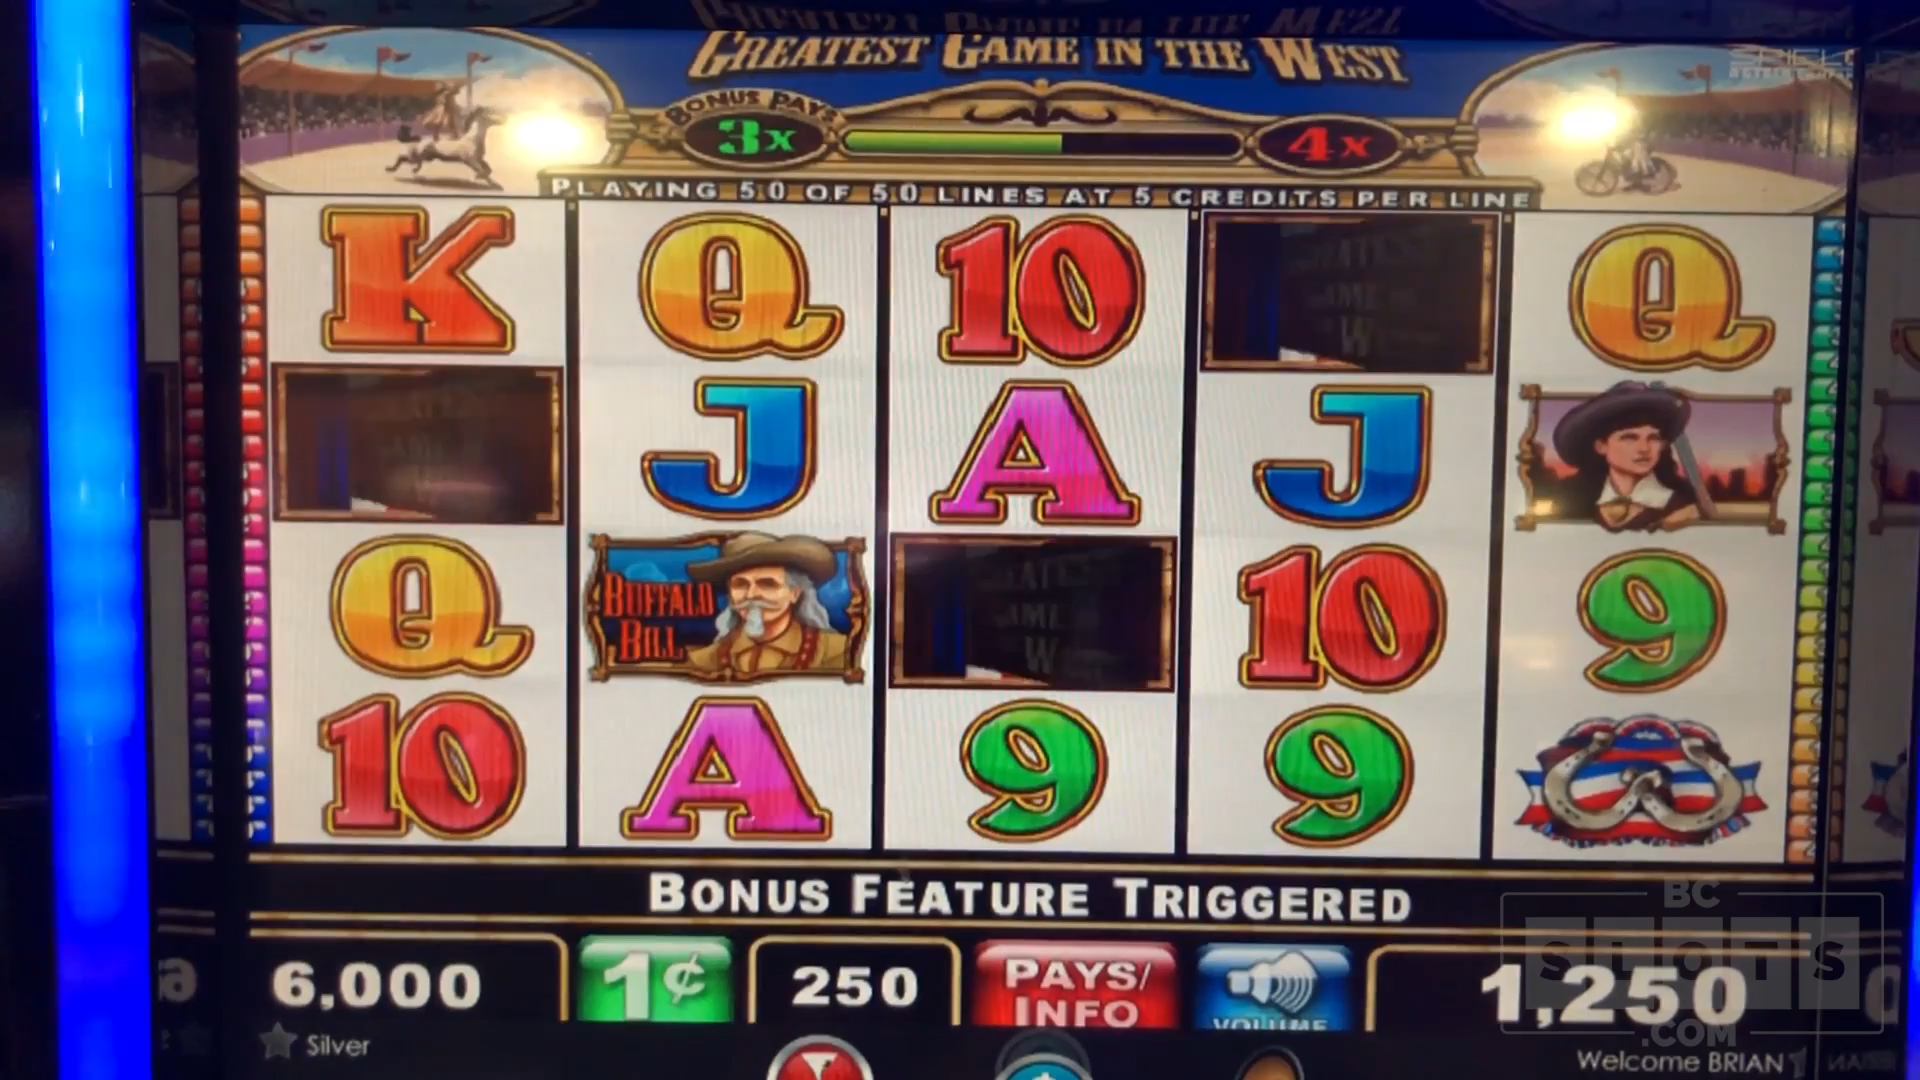 GREATEST GAME IN THE WEST
BONUS PAYS
3x
4x
PLAYING 50 OF 50 LINES AT 5 CREDITS PER LINE
K Q 10 Q
J A J
Q BUFFALO BILL 10 9
10 A 9 9
BONUS FEATURE TRIGGERED
6,000 1¢ 250 PAYS/ INFO VOLUME 1,250
Silver
Welcome BRIAN
BC
SLOTS
.COM